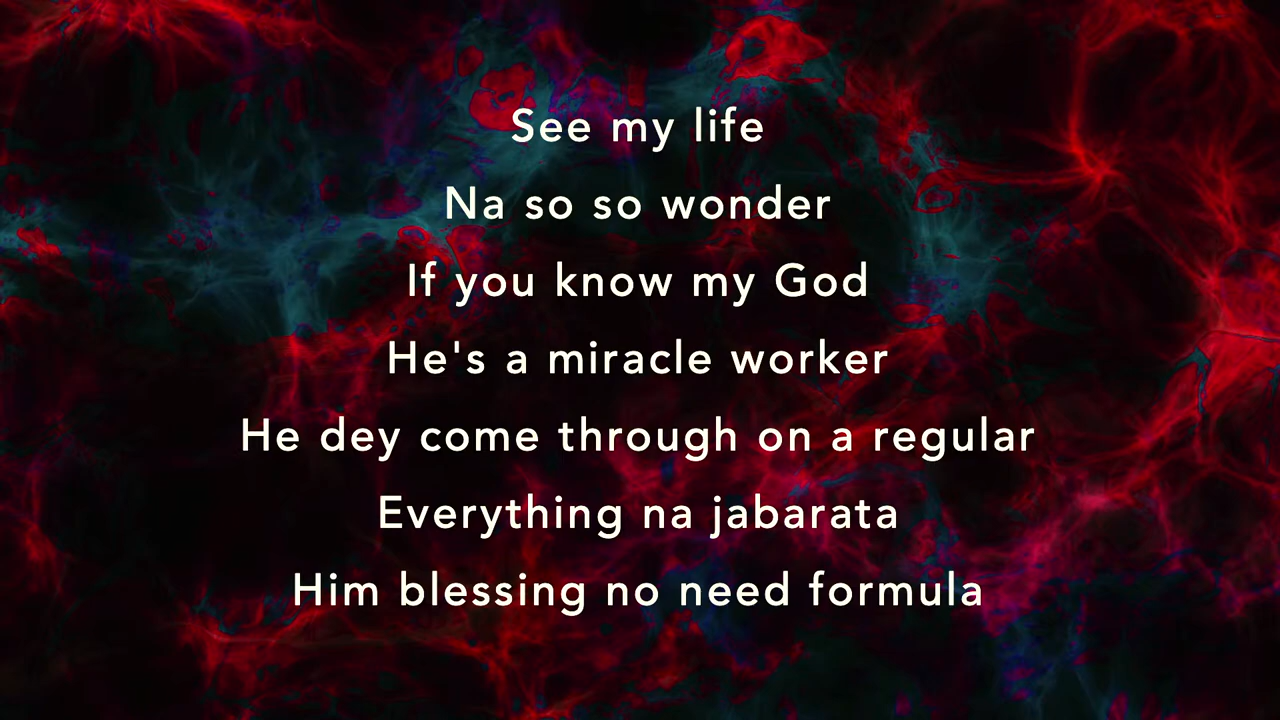 See my life
Na so so wonder
If you know my God
He's a miracle worker
He dey come through on a regular
Everything na jabarata
Him blessing no need formula